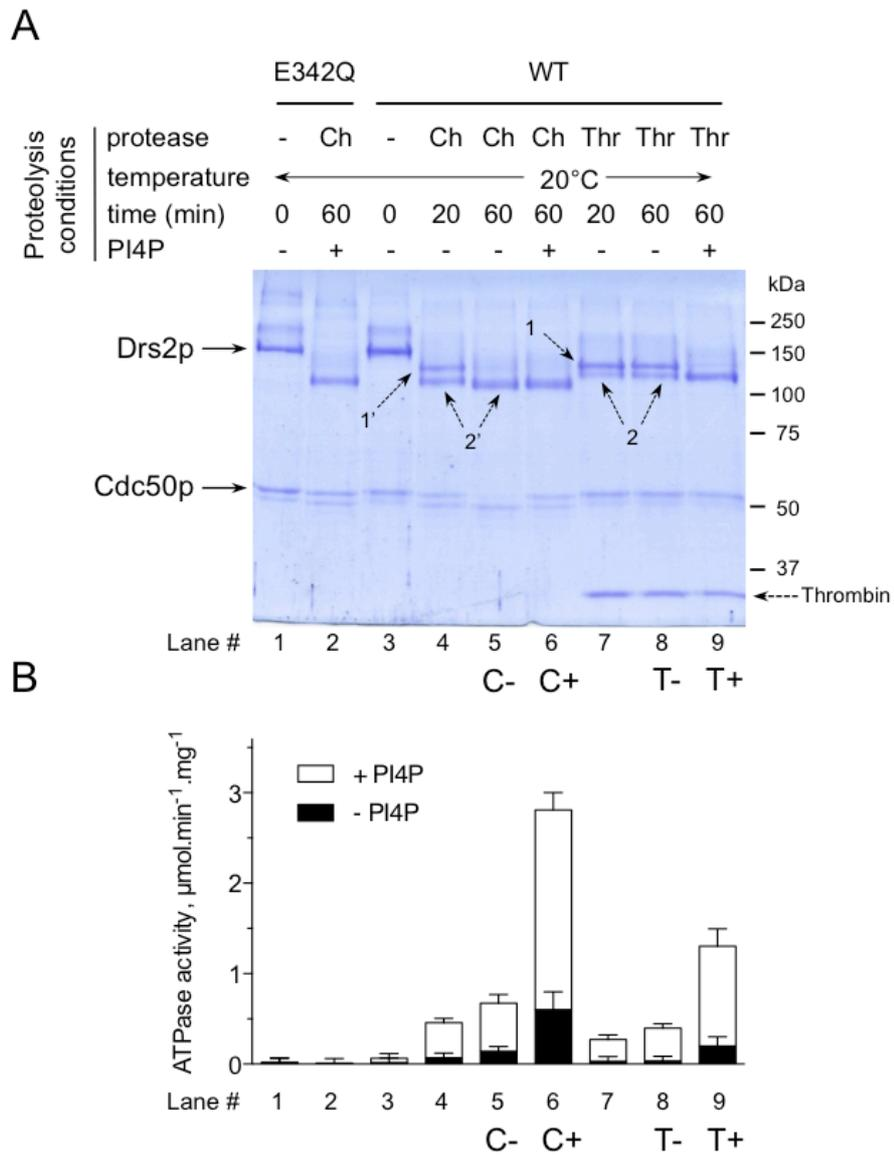 A
E342Q WT
Proteolysis conditions
protease - Ch - Ch Ch Ch Thr Thr Thr
temperature 20°C
time (min) 0 60 0 20 60 60 20 60 60
PI4P - + - - - + - - +
kDa
250
1
Drs2p 150
100
1'
2' 2
75
Cdc50p
50
37
Thrombin
Lane # 1 2 3 4 5 6 7 8 9
C- C+ T- T+
B
ATPase activity, µmol.min-1.mg-1
+ PI4P
- PI4P
3
2
1
0
Lane # 1 2 3 4 5 6 7 8 9
C- C+ T- T+